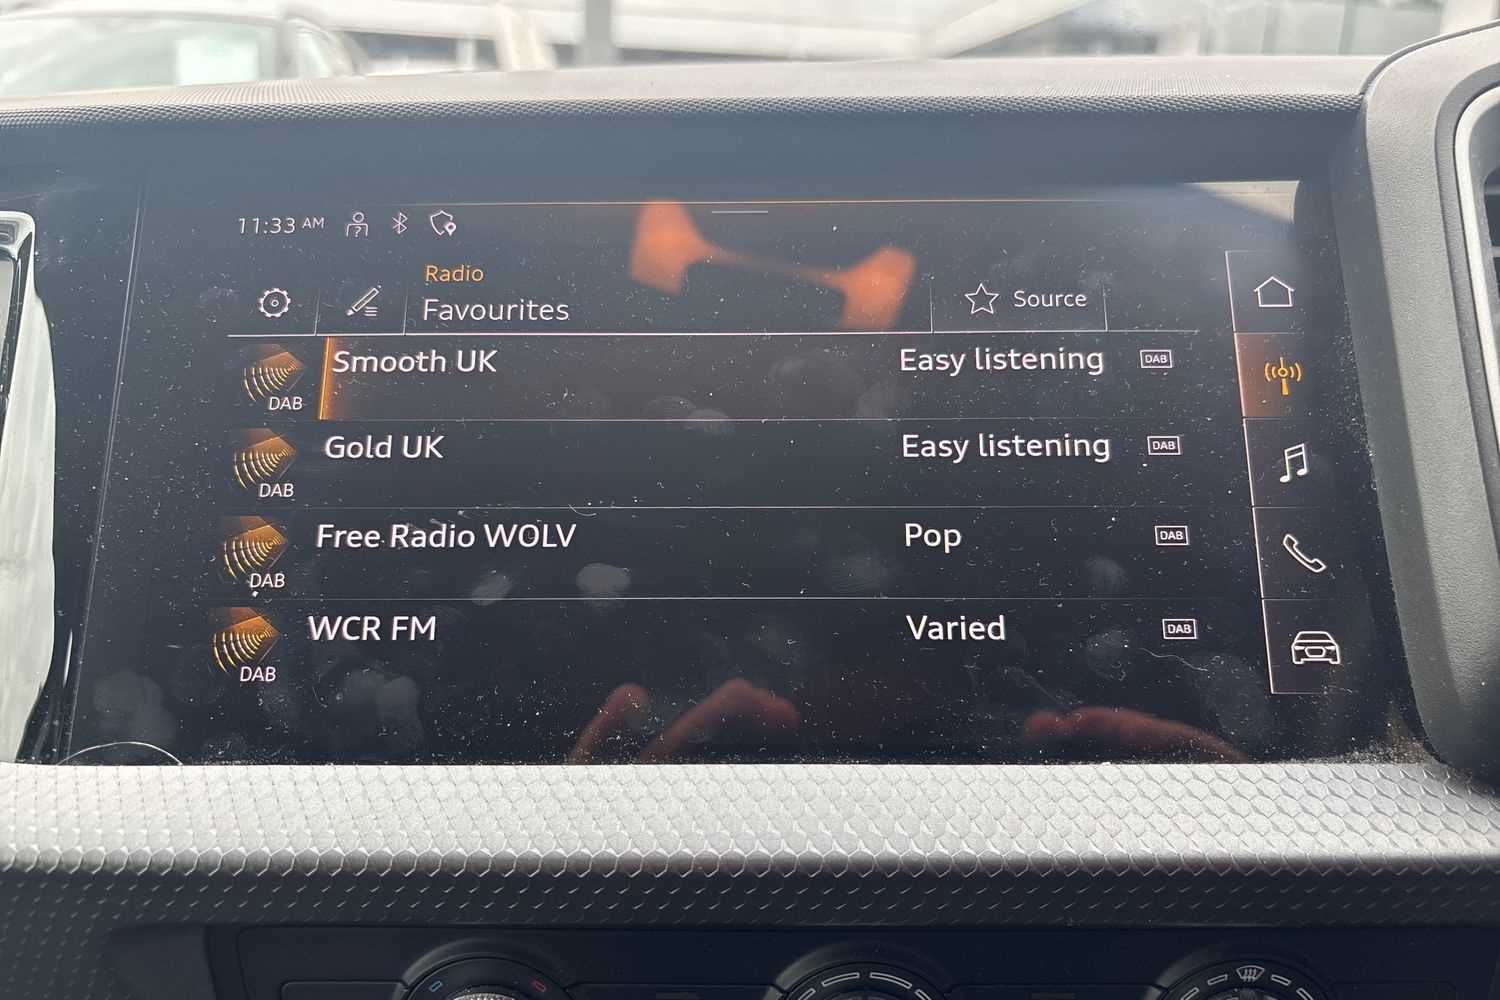 11:33 AM
Radio
Favourites
Source
Smooth UK Easy listening DAB
DAB
Gold UK Easy listening DAB
DAB
Free Radio WOLV Pop DAB
DAB
WCR FM Varied DAB
DAB